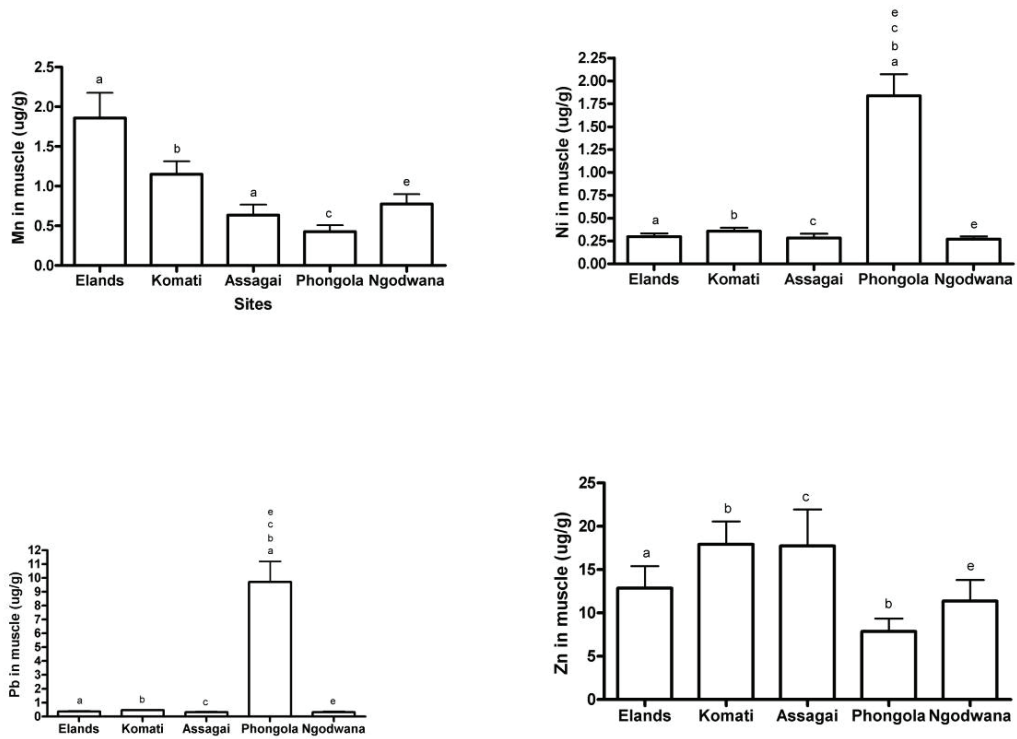 Mn in muscle (ug/g)
2.5
2.0
1.5
1.0
0.5
0.0
a
b
a
c
e
Elands Komati Assagai Phongola Ngodwana
Sites
Ni in muscle (ug/g)
2.25
2.00
1.75
1.50
1.25
1.00
0.75
0.50
0.25
0.00
a
b
c
e
c
b
a
e
Elands Komati Assagai Phongola Ngodwana
Pb in muscle (ug/g)
12
11
10
9
8
7
6
5
4
3
2
1
0
a
b
c
e
c
b
a
e
Elands Komati Assagai Phongola Ngodwana
Zn in muscle (ug/g)
25
20
15
10
5
0
a
b
c
b
e
Elands Komati Assagai Phongola Ngodwana